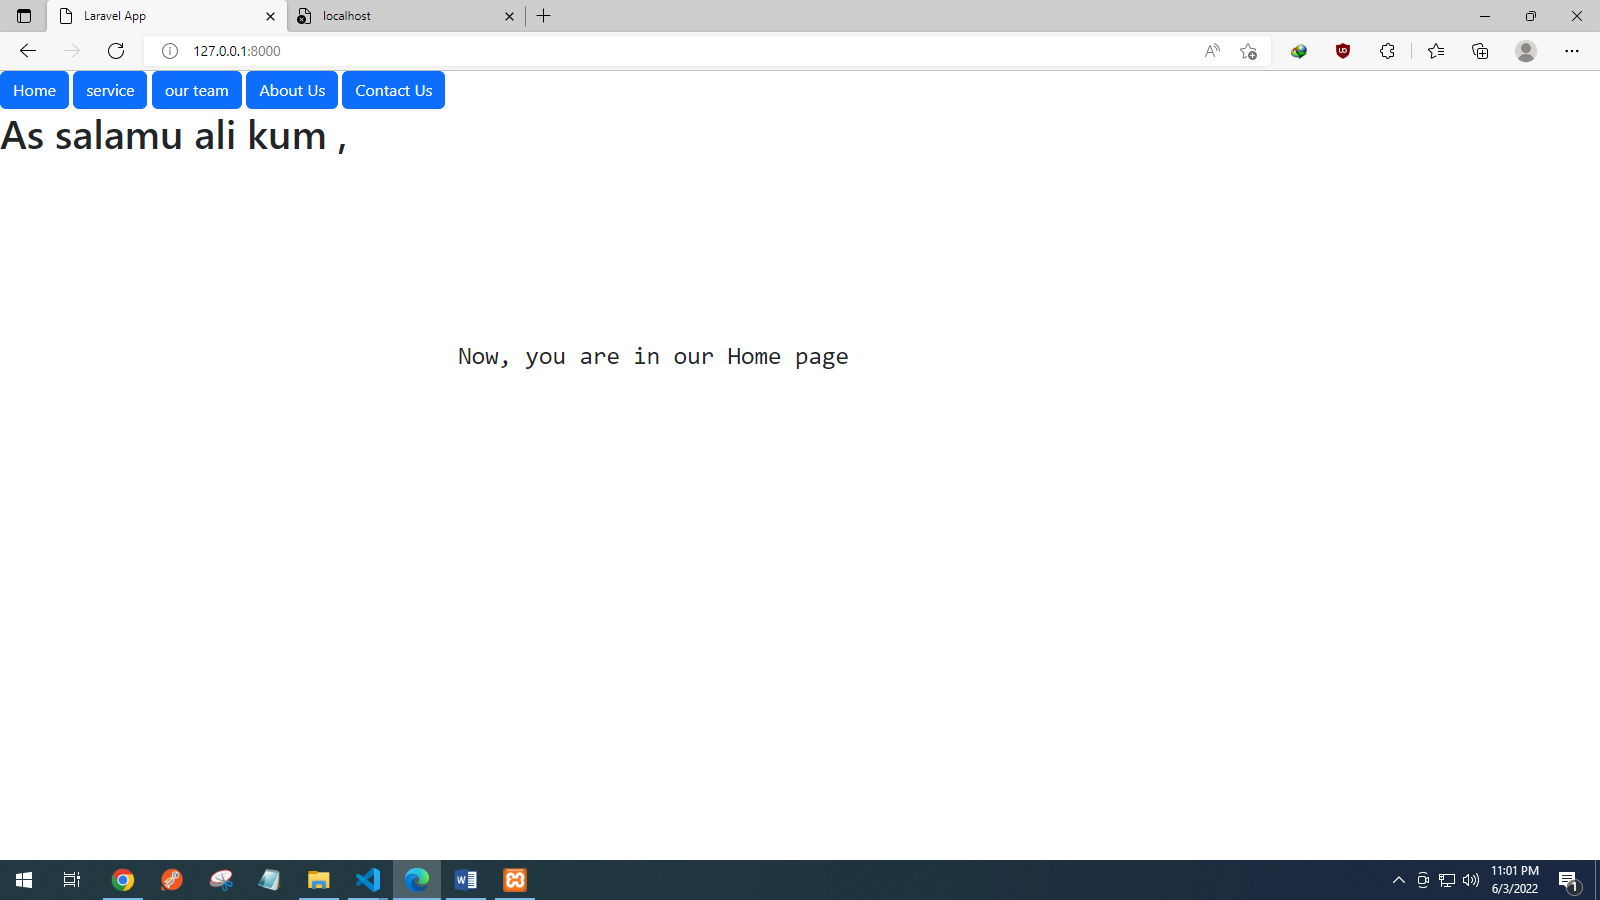 Laravel App
localhost
127.0.0.1:8000
Home service our team About Us Contact Us
As salamu ali kum ,
Now, you are in our Home page
11:01 PM
6/3/2022
1